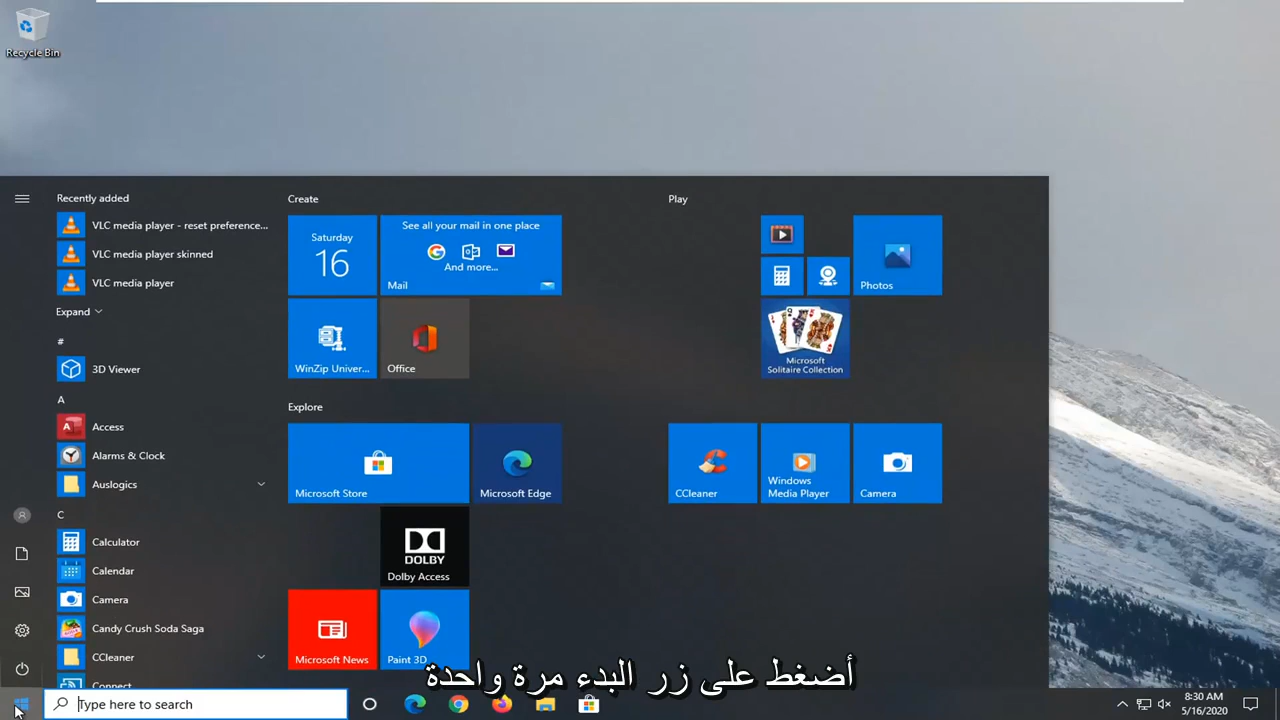 Recycle Bin
Recently added
VLC media player - reset preference...
VLC media player skinned
VLC media player
Expand
#
3D Viewer
A
Access
Alarms & Clock
Auslogics
C
Calculator
Calendar
Camera
Candy Crush Soda Saga
CCleaner
Connect
Create
Saturday
16
See all your mail in one place
And more...
Mail
WinZip Univer...
Office
Explore
Microsoft Store
Microsoft Edge
DOLBY
Dolby Access
Microsoft News
Paint 3D
Play
Photos
Microsoft
Solitaire Collection
CCleaner
Windows
Media Player
Camera
أضغط على زر البدء مرة واحدة
Type here to search
8:30 AM
5/16/2020